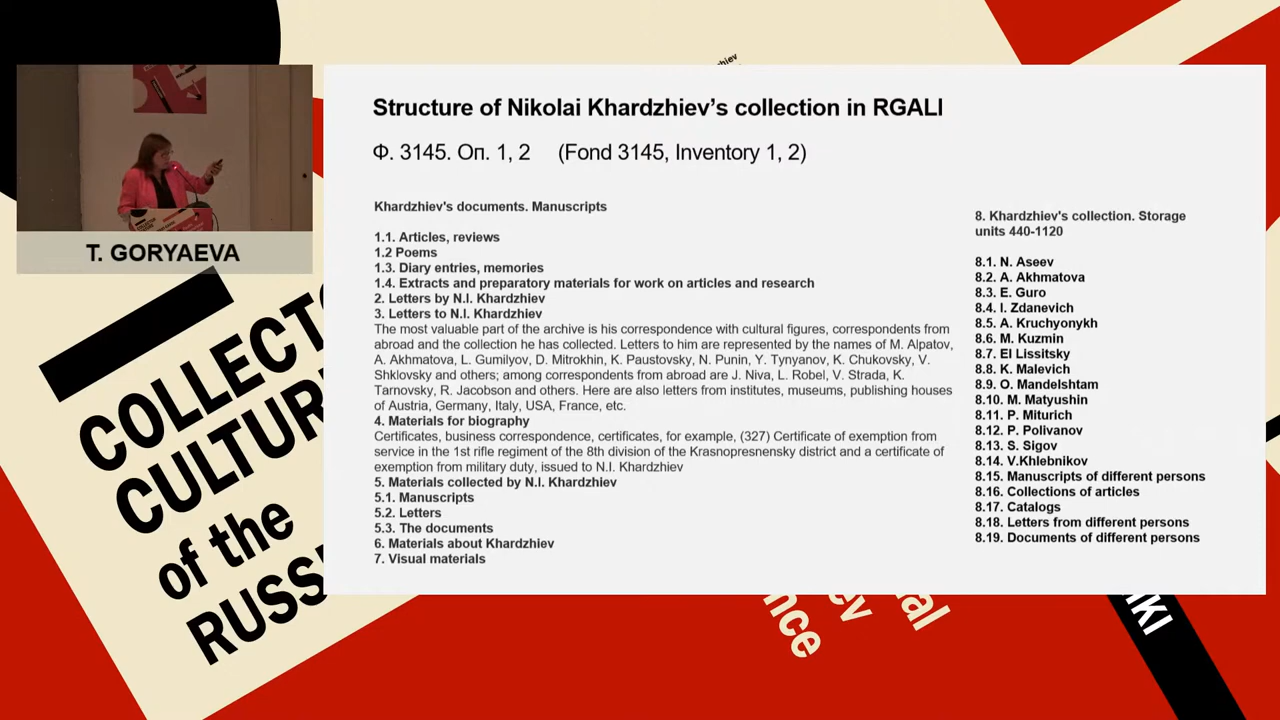 Structure of Nikolai Khardzhiev's collection in RGALI
Ф. 3145. Оп. 1, 2 (Fond 3145, Inventory 1, 2)
Khardzhiev's documents. Manuscripts
1.1. Articles, reviews
1.2 Poems
1.3. Diary entries, memories
1.4. Extracts and preparatory materials for work on articles and research
2. Letters by N.I. Khardzhiev
3. Letters to N.I. Khardzhiev
The most valuable part of the archive is his correspondence with cultural figures, correspondents from
abroad and the collection he has collected. Letters to him are represented by the names of M. Alpatov,
A. Akhmatova, L. Gumilyov, D. Mitrokhin, K. Paustovsky, N. Punin, Y. Tynyanov, K. Chukovsky, V.
Shklovsky and others; among correspondents from abroad are J. Niva, L. Robel, V. Strada, K.
Tarnovsky, R. Jacobson and others. Here are also letters from institutes, museums, publishing houses
of Austria, Germany, Italy, USA, France, etc.
4. Materials for biography
Certificates, business correspondence, certificates, for example, (327) Certificate of exemption from
service in the 1st rifle regiment of the 8th division of the Krasnopresnensky district and a certificate of
exemption from military duty, issued to N.I. Khardzhiev
5. Materials collected by N.I. Khardzhiev
5.1. Manuscripts
5.2. Letters
5.3. The documents
6. Materials about Khardzhiev
7. Visual materials
8. Khardzhiev's collection. Storage
units 440-1120
8.1. N. Aseev
8.2. A. Akhmatova
8.3. E. Guro
8.4. I. Zdanevich
8.5. A. Kruchyonykh
8.6. M. Kuzmin
8.7. El Lissitsky
8.8. K. Malevich
8.9. O. Mandelshtam
8.10. M. Matyushin
8.11. P. Miturich
8.12. P. Polivanov
8.13. S. Sigov
8.14. V.Khlebnikov
8.15. Manuscripts of different persons
8.16. Collections of articles
8.17. Catalogs
8.18. Letters from different persons
8.19. Documents of different persons
T. GORYAEVA
COLLECT
CULTUR
of the
RUSS